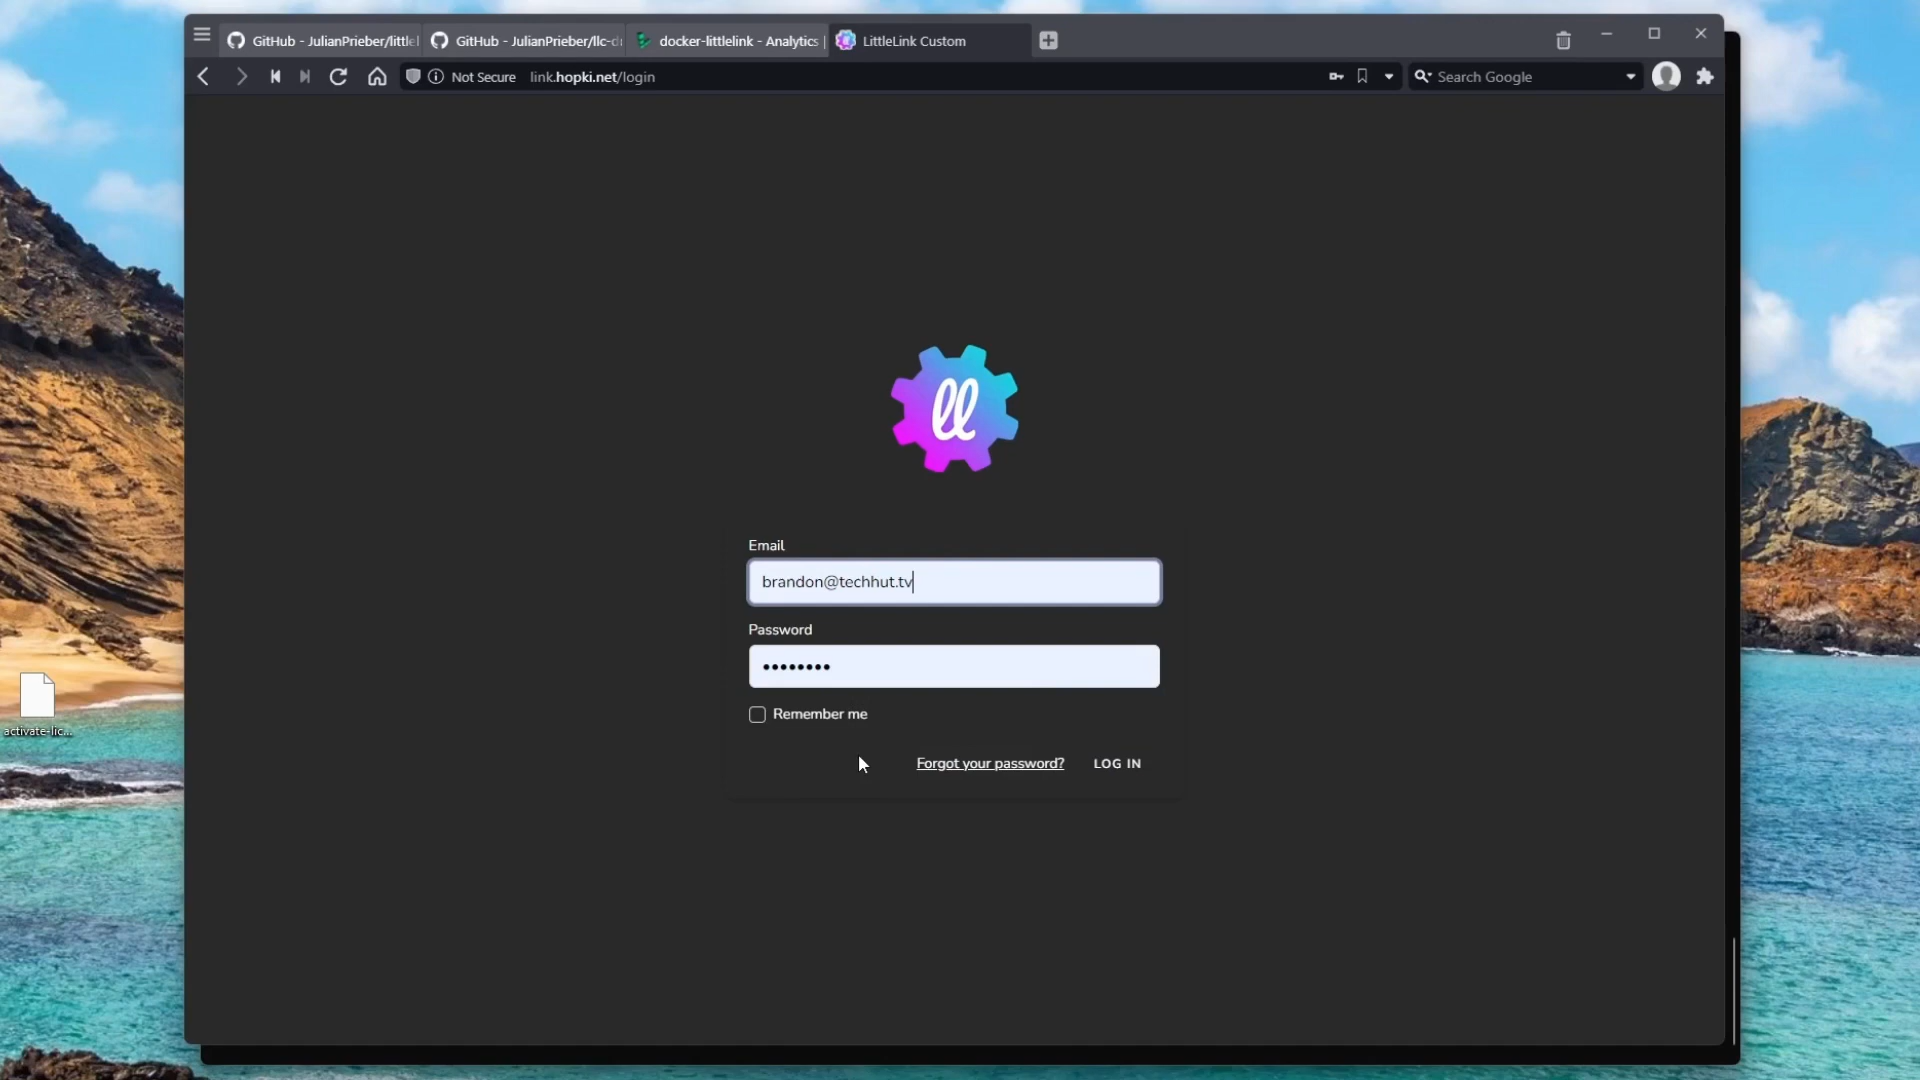 GitHub - JulianPrieber/little
GitHub - JulianPrieber/llc-d
docker-littlelink - Analytics |
LittleLink Custom
Not Secure
link.hopki.net/login
Search Google
ll
Email
brandon@techhut.tv
Password
Remember me
Forgot your password?
LOG IN
activate-lic...